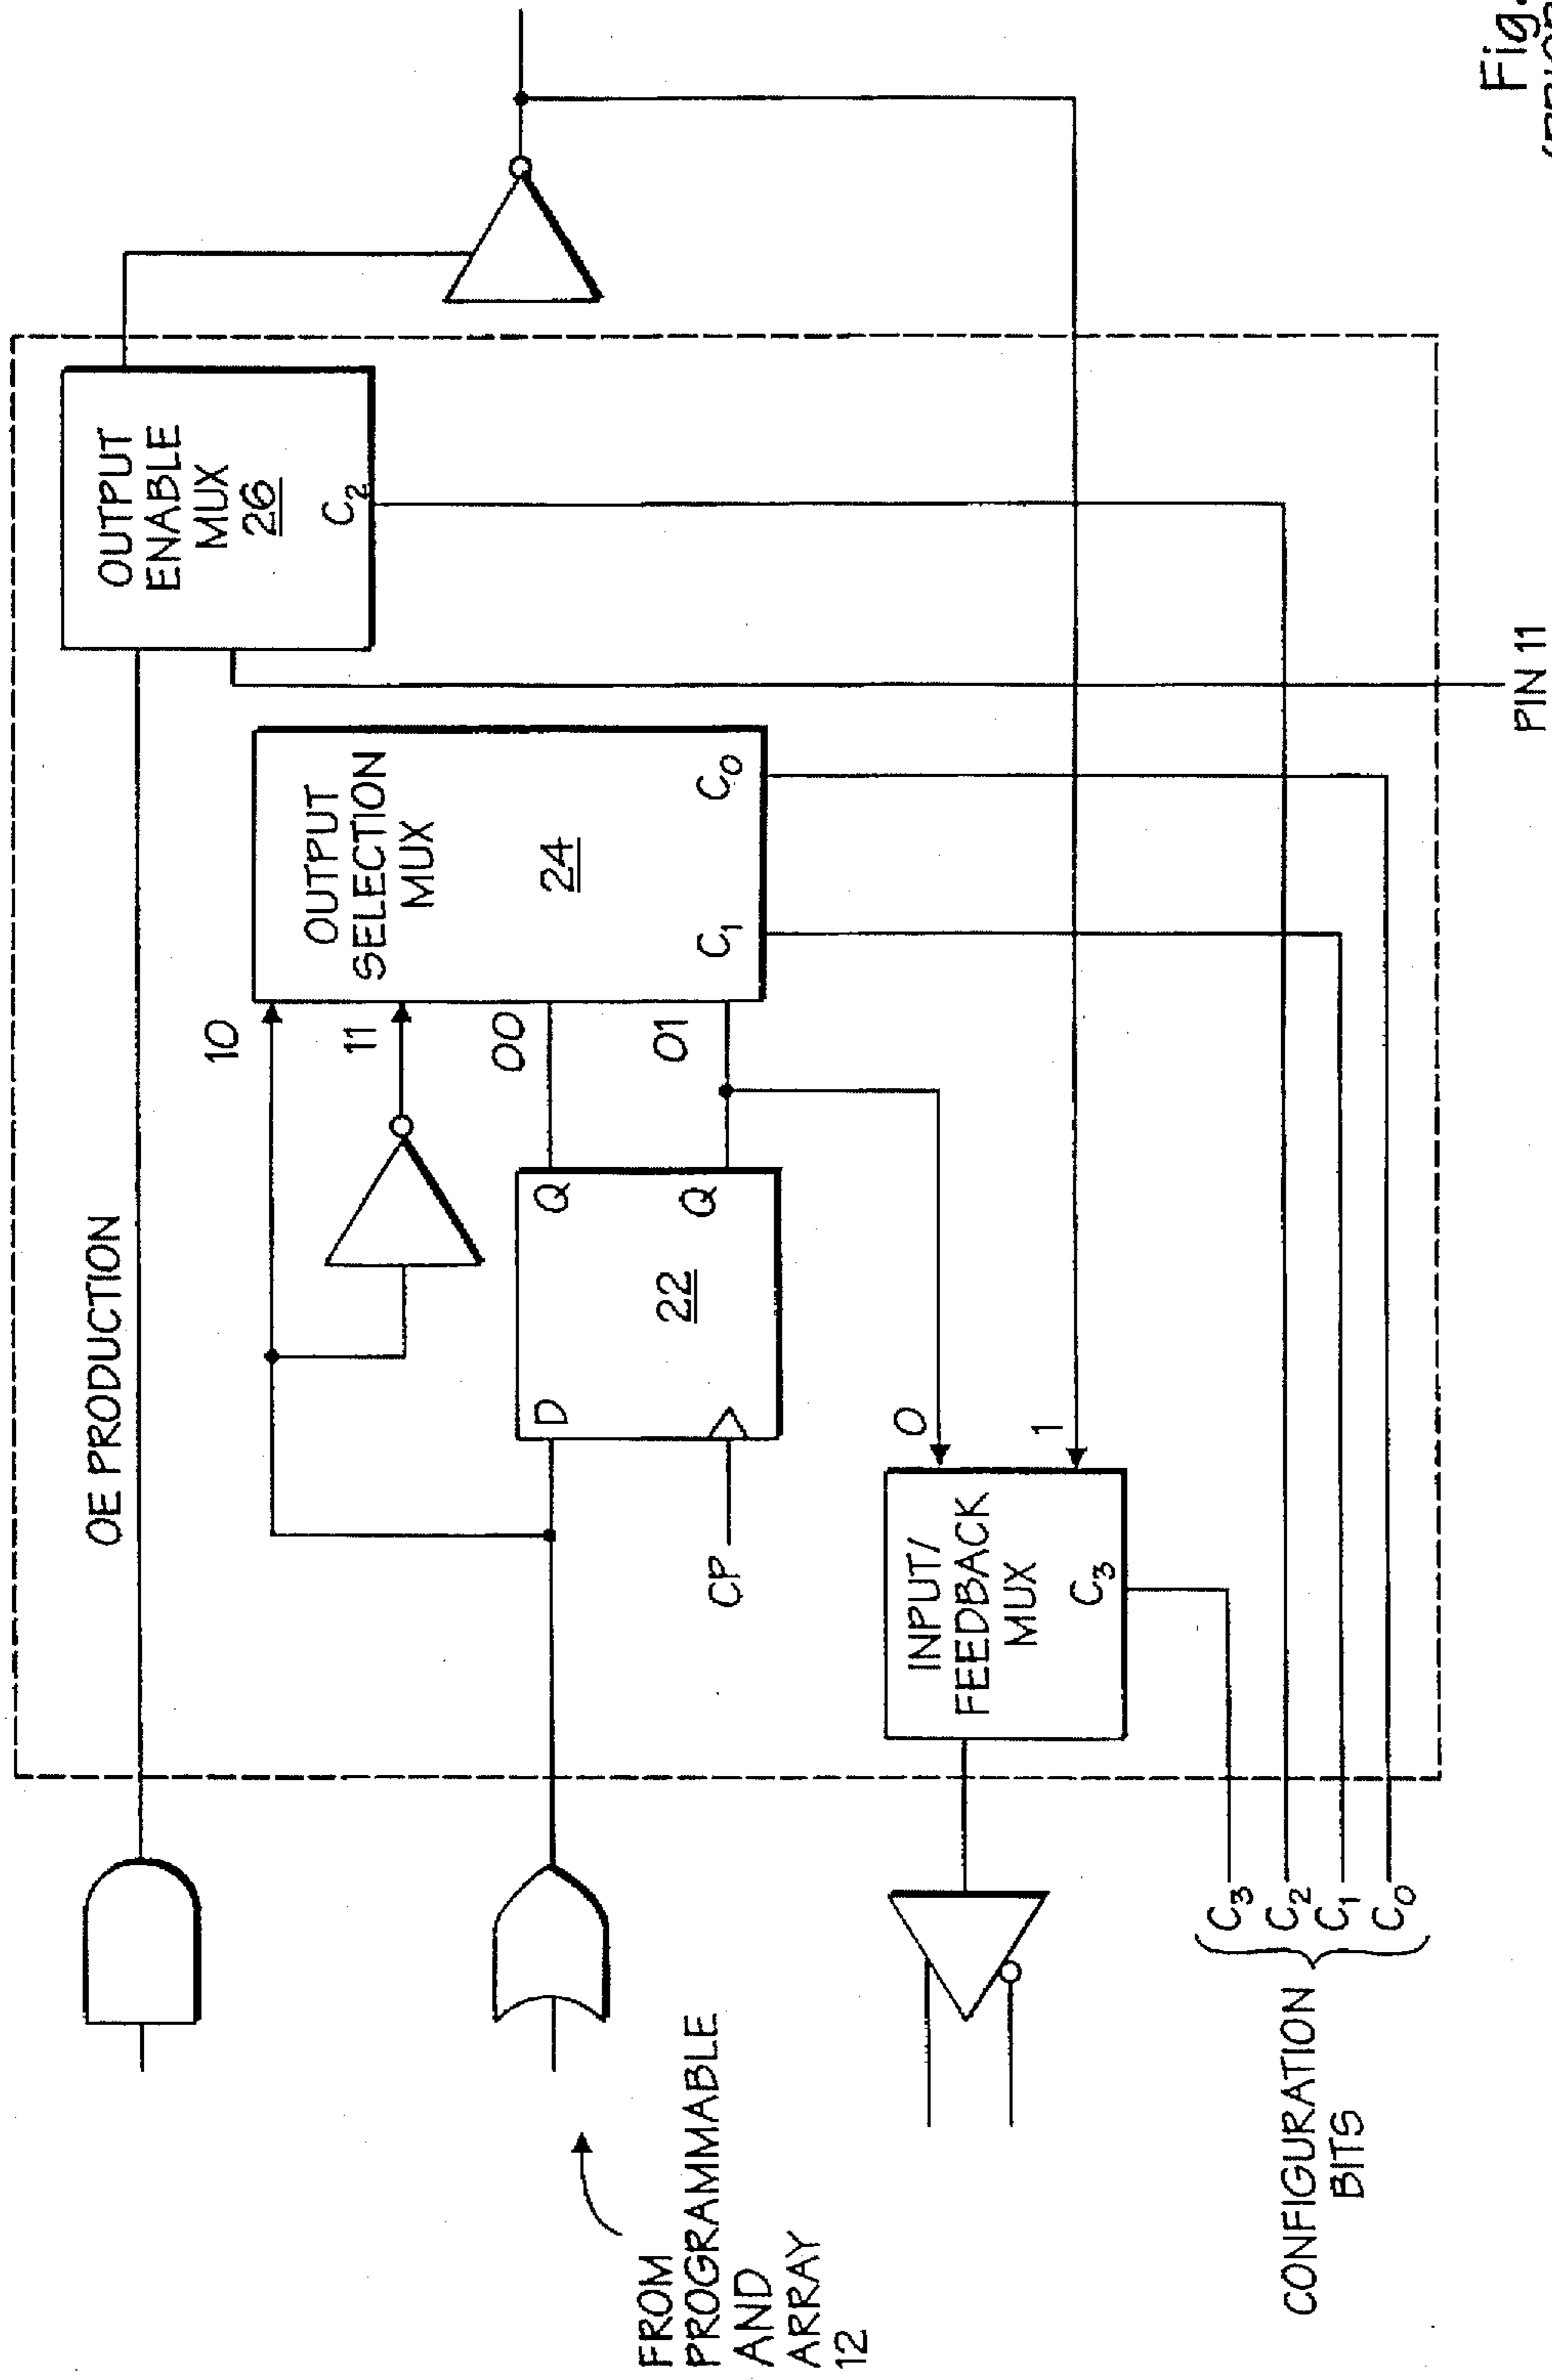 OE PRODUCTION
OUTPUT
ENABLE
MUX
26
C2
10
11
00
01
OUTPUT
SELECTION
MUX
24
C1
C0
D
Q
Q
22
CP
FROM
PROGRAMMABLE
AND
ARRAY
12
0
1
INPUT/
FEEDBACK
MUX
C3
CONFIGURATION
BITS
C3
C2
C1
C0
PIN 11
Fig.